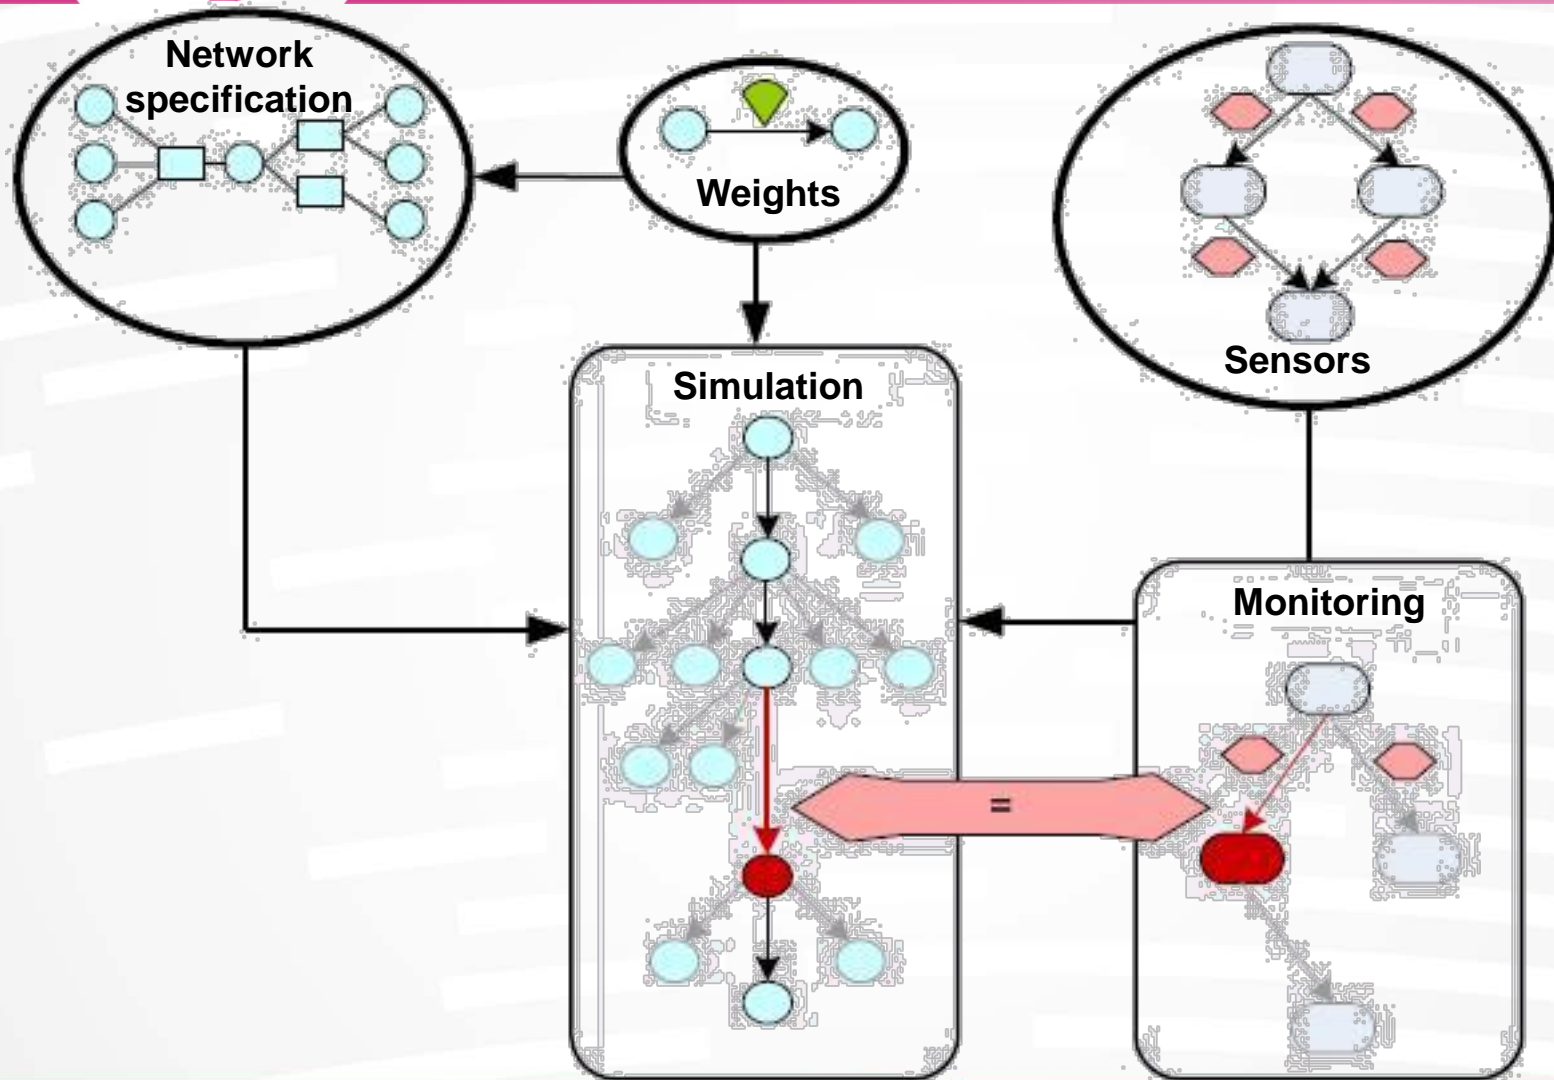 Network
specification
Weights
Sensors
Simulation
Monitoring
=